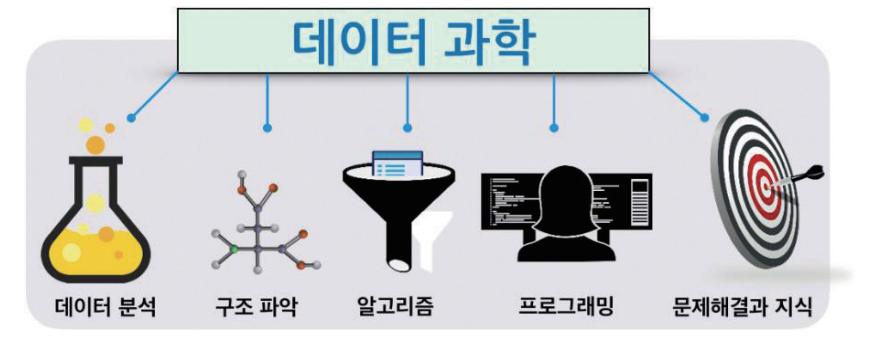 데이터 과학
데이터 분석
구조 파악
알고리즘
프로그래밍
문제해결과 지식